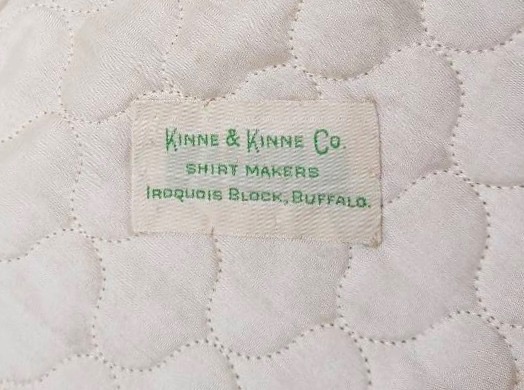 KINNE & KINNE CO.
SHIRT MAKERS
IROQUOIS BLOCK, BUFFALO.